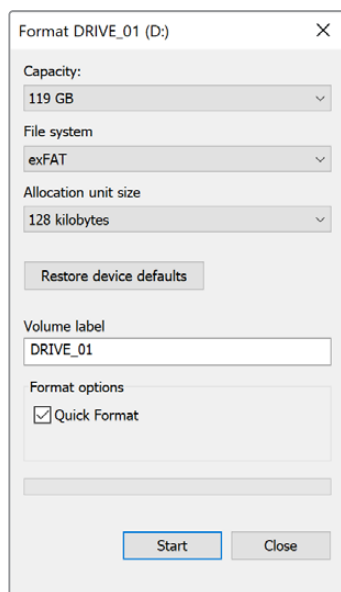 Format DRIVE_01 (D:)
Capacity:
119 GB
File system
exFAT
Allocation unit size
128 kilobytes
Restore device defaults
Volume label
DRIVE_01
Format options
Quick Format
Start Close